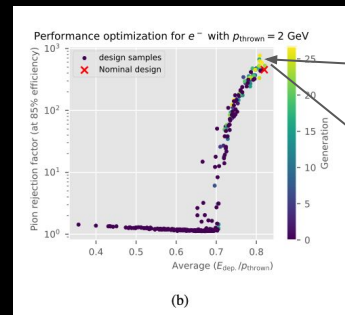 Performance optimization for e⁻ with p_thrown = 2 GeV
design samples
Nominal design
Pion rejection factor (at 85% efficiency)
10³
10²
10¹
10⁰
0.4 0.5 0.6 0.7 0.8
Average (E_dep./p_thrown)
25
20
15
10
5
0
Generation
(b)